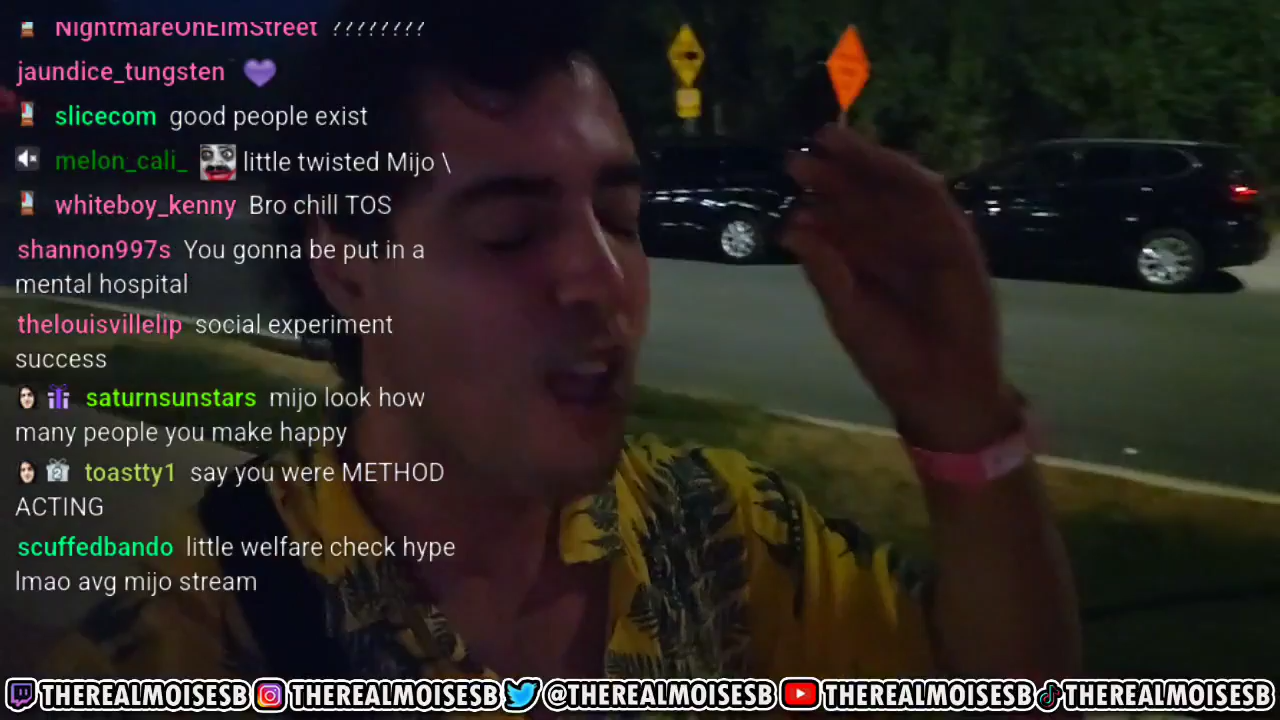 NightmareOnElmStreet ????????
jaundice_tungsten
slicecom good people exist
melon_cali_ little twisted Mijo \
whiteboy_kenny Bro chill TOS
shannon997s You gonna be put in a
mental hospital
thelouisvillelip social experiment
success
saturnsunstars mijo look how
many people you make happy
toastty1 say you were METHOD
ACTING
scuffedbando little welfare check hype
lmao avg mijo stream
THEREALMOISESB THEREALMOISESB @THEREALMOISESB THEREALMOISESB THEREALMOISESB